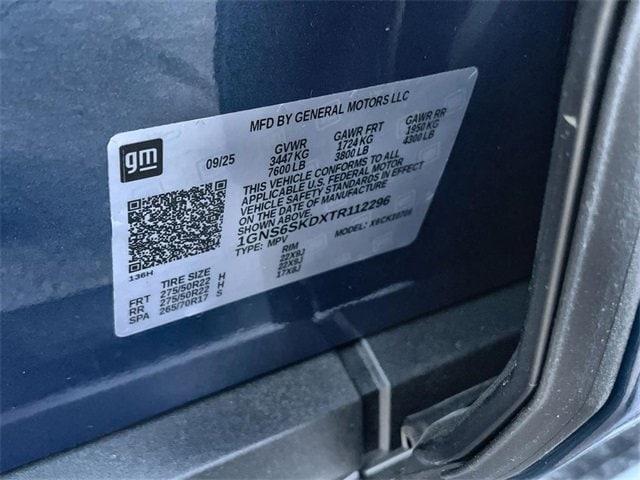 MFD BY GENERAL MOTORS LLC
gm
09/25
GVWR GAWR FRT GAWR RR
3447 KG 1724 KG 1950 KG
7600 LB 3800 LB 4300 LB
THIS VEHICLE CONFORMS TO ALL
APPLICABLE U.S. FEDERAL MOTOR
VEHICLE SAFETY STANDARDS IN EFFECT
ON THE DATE OF MANUFACTURE
SHOWN ABOVE.
1GNS6SKDXTR112296
TYPE: MPV MODEL: X6CK10706
136H
TIRE SIZE RIM
FRT 275/50R22 H 22X9J
RR 275/50R22 H 22X9J
SPA 265/70R17 S 17X8J